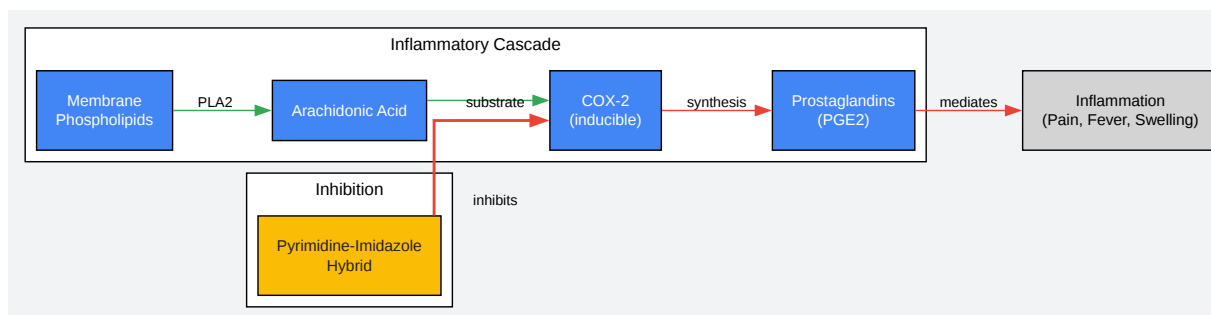 Inflammatory Cascade
Membrane
Phospholipids
PLA2
Arachidonic Acid
substrate
COX-2
(inducible)
synthesis
Prostaglandins
(PGE2)
mediates
Inflammation
(Pain, Fever, Swelling)
Inhibition
inhibits
Pyrimidine-Imidazole
Hybrid